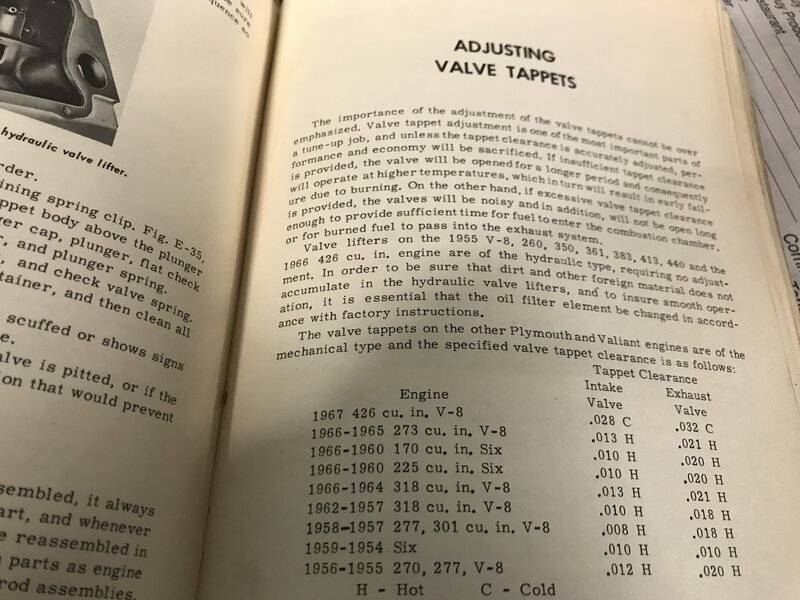 will
be sure
quence so
hydraulic valve lifter.
rder.
ining spring clip. Fig. E-35,
ppet body above the plunger
ger cap, plunger, flat check
r, and plunger spring.
, and check valve spring.
tainer, and then clean all
scuffed or shows signs
e.
alve is pitted, or if the
ion that would prevent
sembled, it always
art, and whenever
e reassembled in
g parts as engine
rod assemblies.
ADJUSTING
VALVE TAPPETS
The importance of the adjustment of the valve tappets cannot be over
emphasized. Valve tappet adjustment is one of the most important parts of
a tune-up job, and unless the tappet clearance is accurately adjusted, per-
formance and economy will be sacrificed. If insufficient tappet clearance
is provided, the valve will be opened for a longer period and consequently
will operate at higher temperatures, which in turn will result in early fail-
ure due to burning. On the other hand, if excessive valve tappet clearance
is provided, the valves will be noisy and in addition, will not be open long
enough to provide sufficient time for fuel to enter the combustion chamber,
or for burned fuel to pass into the exhaust system.
Valve lifters on the 1955 V-8, 260, 350, 361, 383, 413, 440 and the
1966 426 cu. in. engine are of the hydraulic type, requiring no adjust-
ment. In order to be sure that dirt and other foreign material does not
accumulate in the hydraulic valve lifters, and to insure smooth oper-
ation, it is essential that the oil filter element be changed in accord-
ance with factory instructions.
The valve tappets on the other Plymouth and Valiant engines are of the
mechanical type and the specified valve tappet clearance is as follows:
Tappet Clearance
Intake Exhaust
Engine Valve Valve
1967 426 cu. in. V-8 .028 C .032 C
1966-1965 273 cu. in. V-8 .013 H .021 H
1966-1960 170 cu. in. Six .010 H .020 H
1966-1960 225 cu. in. Six .010 H .020 H
1966-1964 318 cu. in. V-8 .013 H .021 H
1962-1957 318 cu. in. V-8 .010 H .018 H
1958-1957 277, 301 cu. in. V-8 .008 H .018 H
1959-1954 Six .010 H .010 H
1956-1955 270, 277, V-8 .012 H .020 H
H - Hot C - Cold